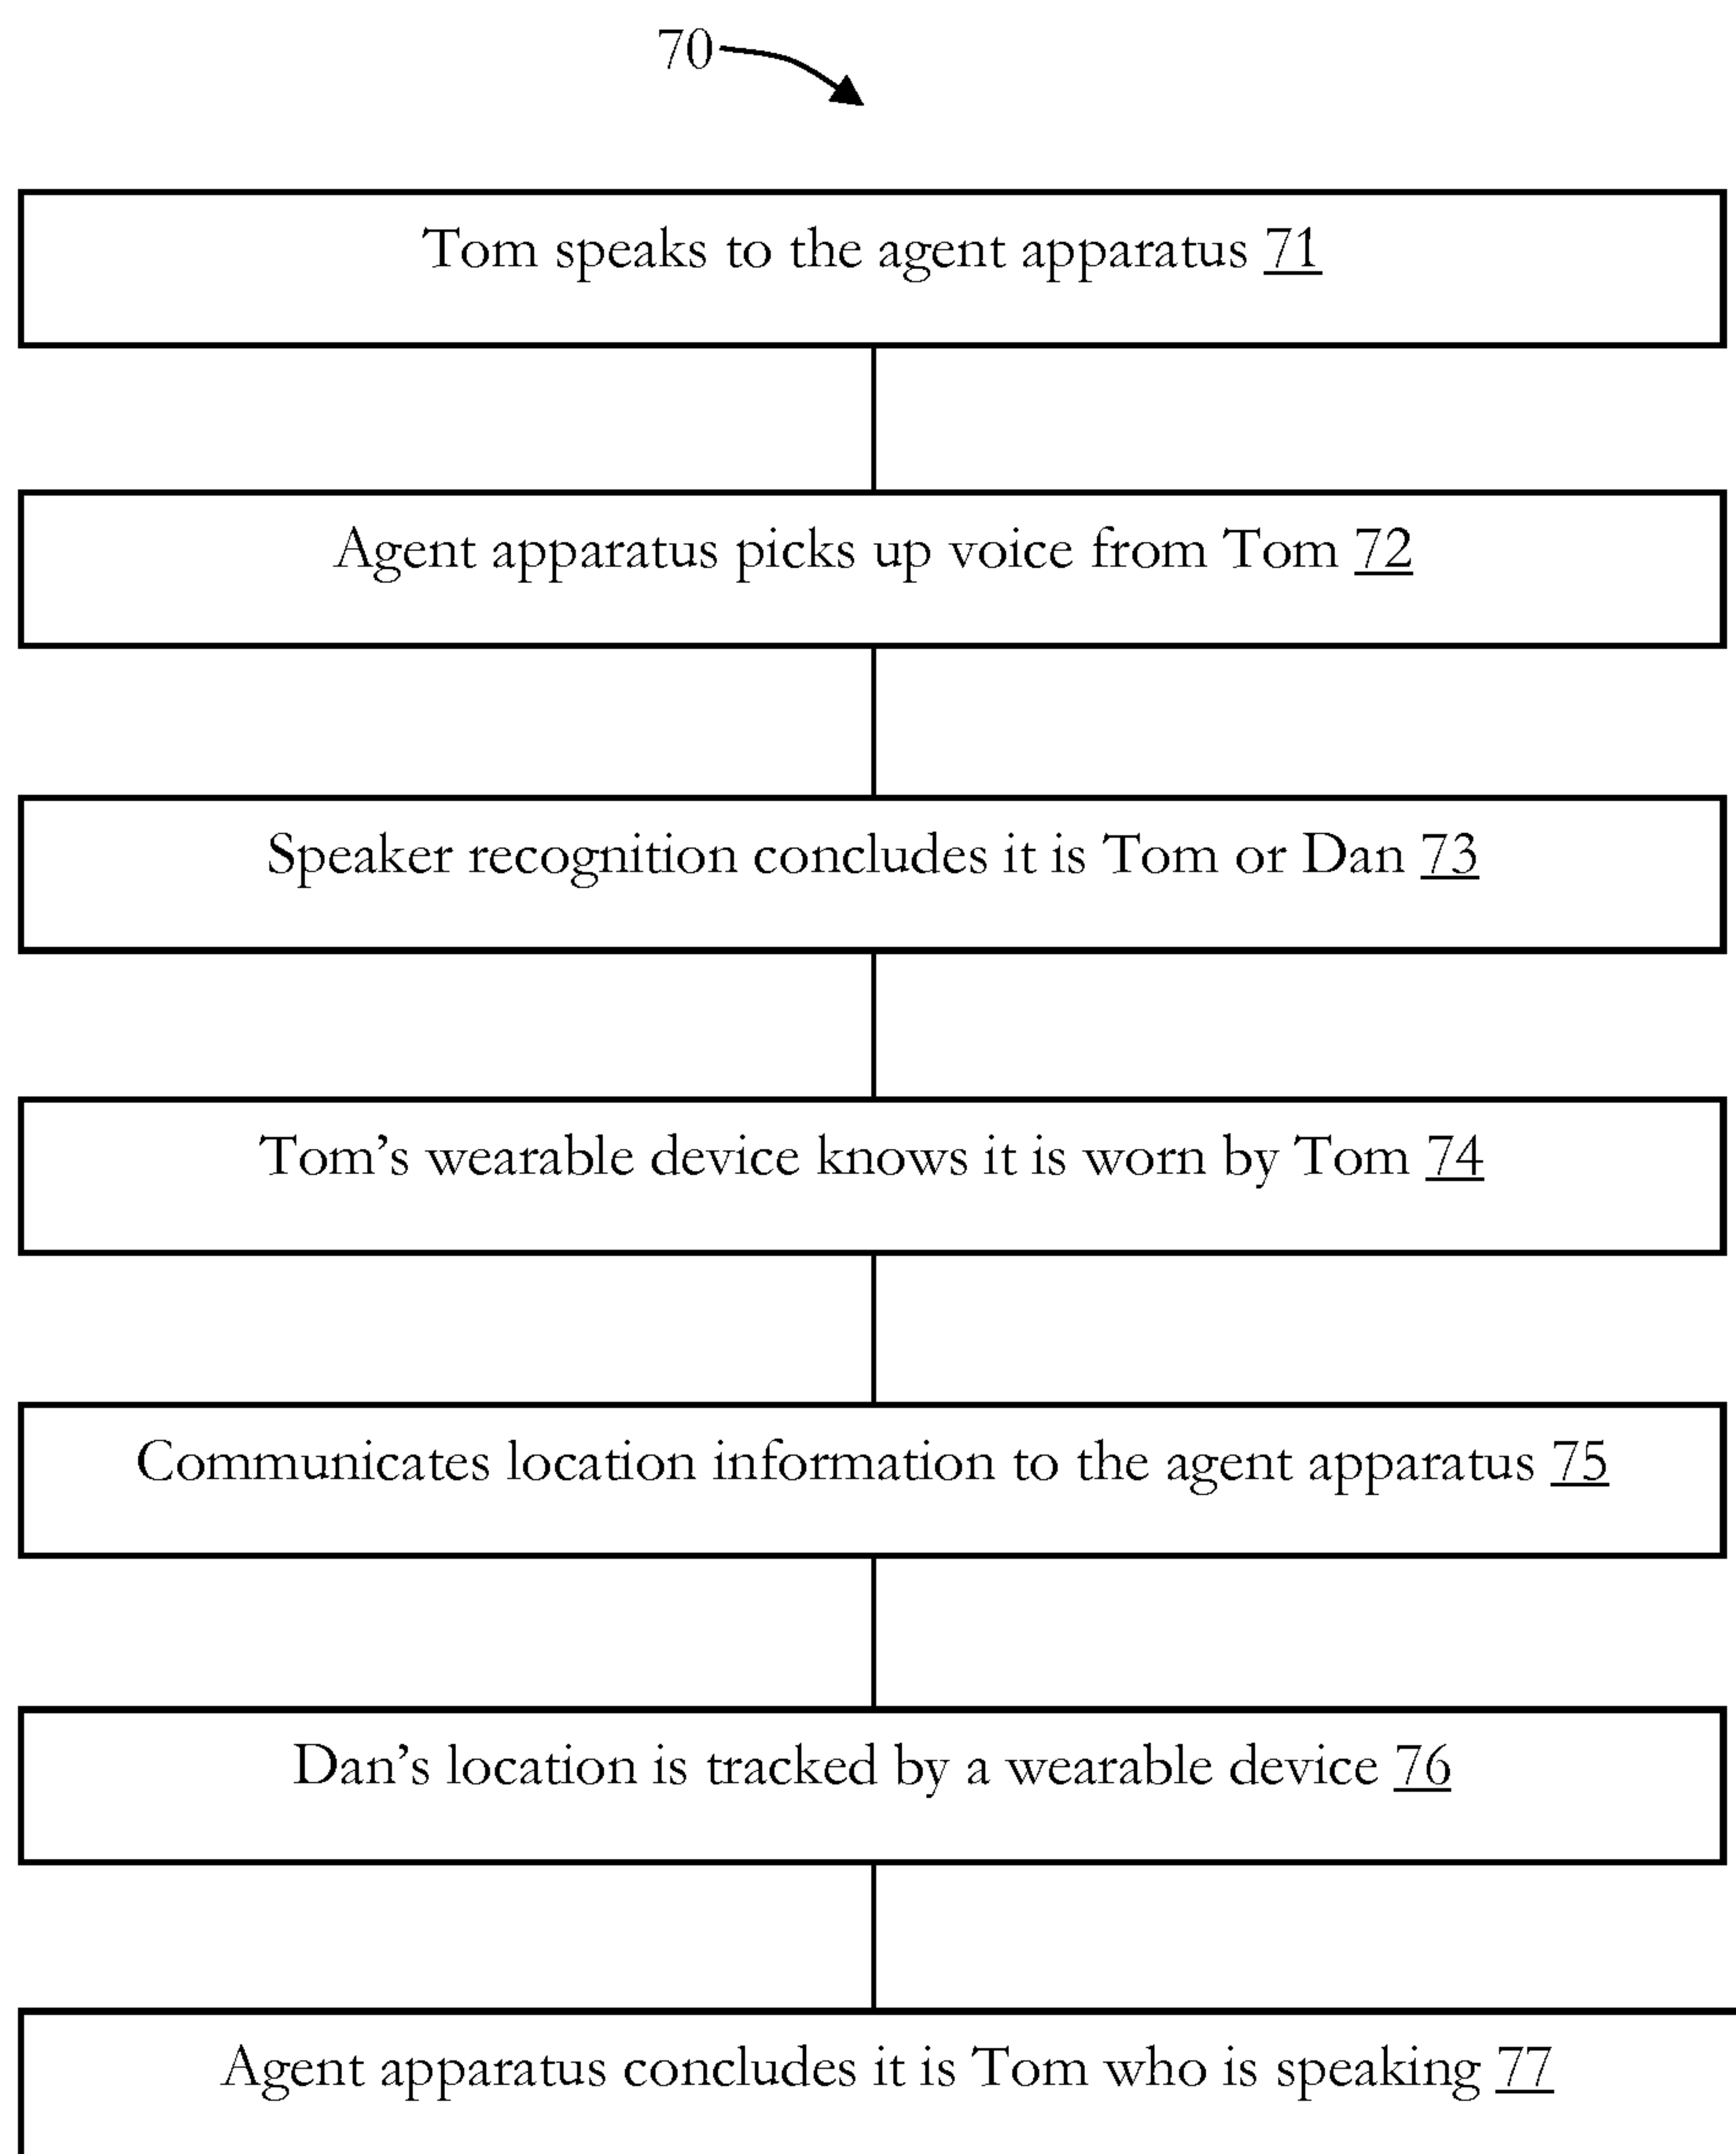 70
Tom speaks to the agent apparatus 71
Agent apparatus picks up voice from Tom 72
Speaker recognition concludes it is Tom or Dan 73
Tom’s wearable device knows it is worn by Tom 74
Communicates location information to the agent apparatus 75
Dan’s location is tracked by a wearable device 76
Agent apparatus concludes it is Tom who is speaking 77